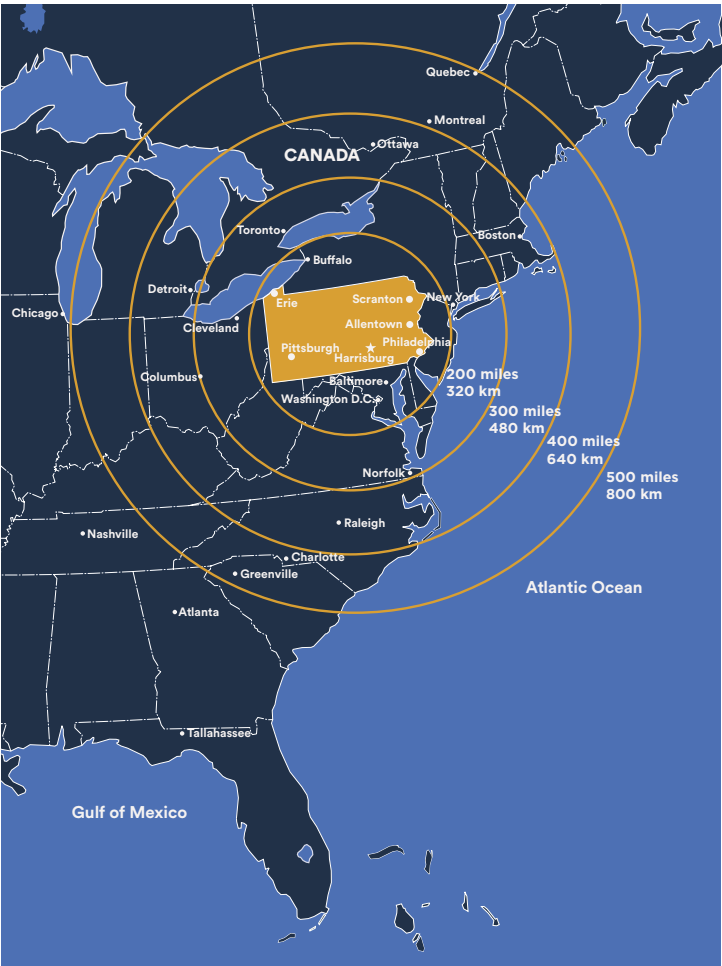 Quebec
Montreal
Ottawa
CANADA
Toronto
Boston
Buffalo
Detroit
Erie
Scranton
New York
Chicago
Cleveland
Allentown
Philadelphia
Pittsburgh
Harrisburg
Columbus
Baltimore
200 miles
320 km
Washington D.C.
300 miles
480 km
400 miles
640 km
Norfolk
500 miles
800 km
Raleigh
Nashville
Charlotte
Greenville
Atlantic Ocean
Atlanta
Tallahassee
Gulf of Mexico